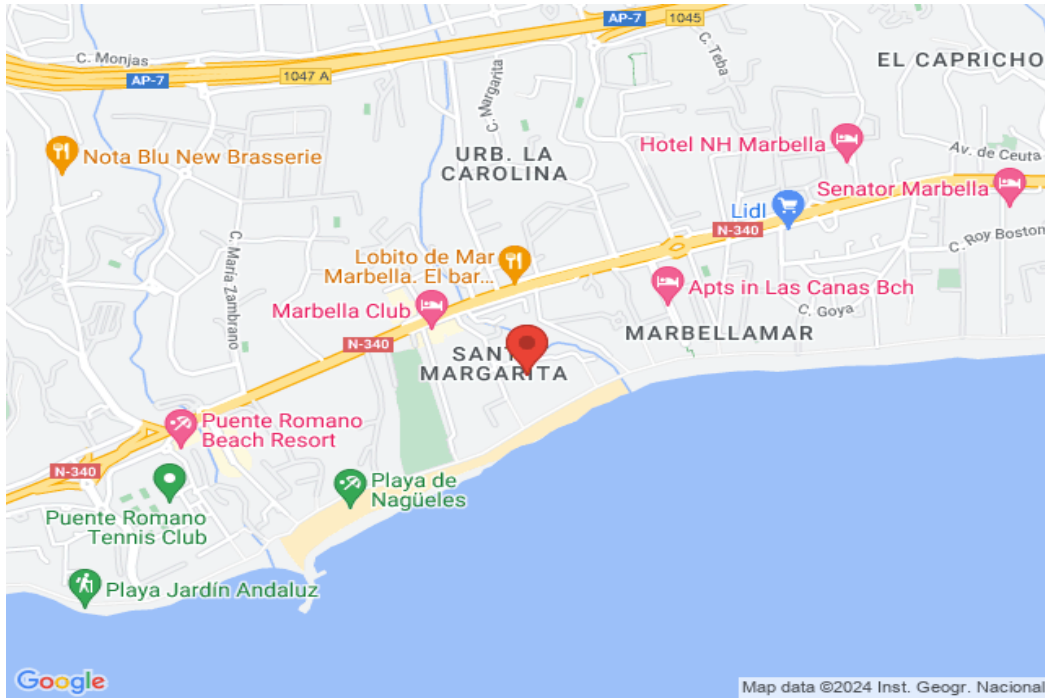 AP-7
1045
C. Monjas
C. Teba
EL CAPRICHO
1047 A
AP-7
C. Margarita
Nota Blu New Brasserie
URB. LA
CAROLINA
Hotel NH Marbella
Av. de Ceuta
Senator Marbella
Lidl
N-340
C. Roy Boston
C. María Zambrano
Lobito de Mar
Marbella. El bar...
Apts in Las Canas Bch
Marbella Club
C. Goya
MARBELLAMAR
N-340
MARGARITA
Puente Romano
Beach Resort
N-340
Playa de
Nagüeles
Puente Romano
Tennis Club
Playa Jardín Andaluz
Google
Map data ©2024 Inst. Geogr. Nacional